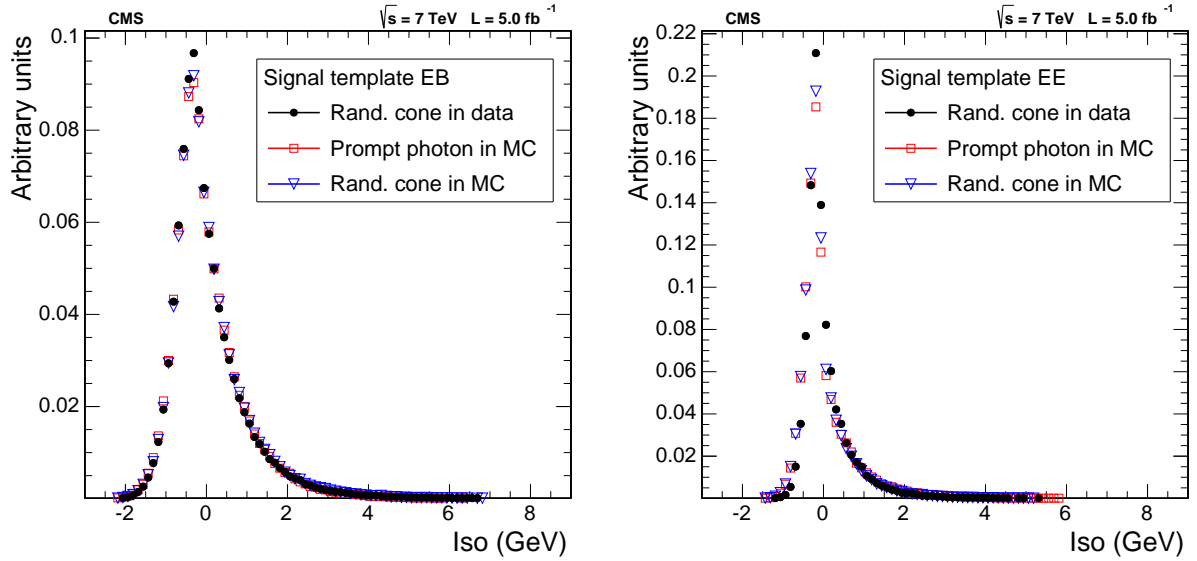 CMS √s = 7 TeV L = 5.0 fb⁻¹
Arbitrary units
0.1
0.08
0.06
0.04
0.02
Signal template EB
Rand. cone in data
Prompt photon in MC
Rand. cone in MC
-2 0 2 4 6 8
Iso (GeV)
CMS √s = 7 TeV L = 5.0 fb⁻¹
Arbitrary units
0.22
0.2
0.18
0.16
0.14
0.12
0.1
0.08
0.06
0.04
0.02
Signal template EE
Rand. cone in data
Prompt photon in MC
Rand. cone in MC
-2 0 2 4 6 8
Iso (GeV)